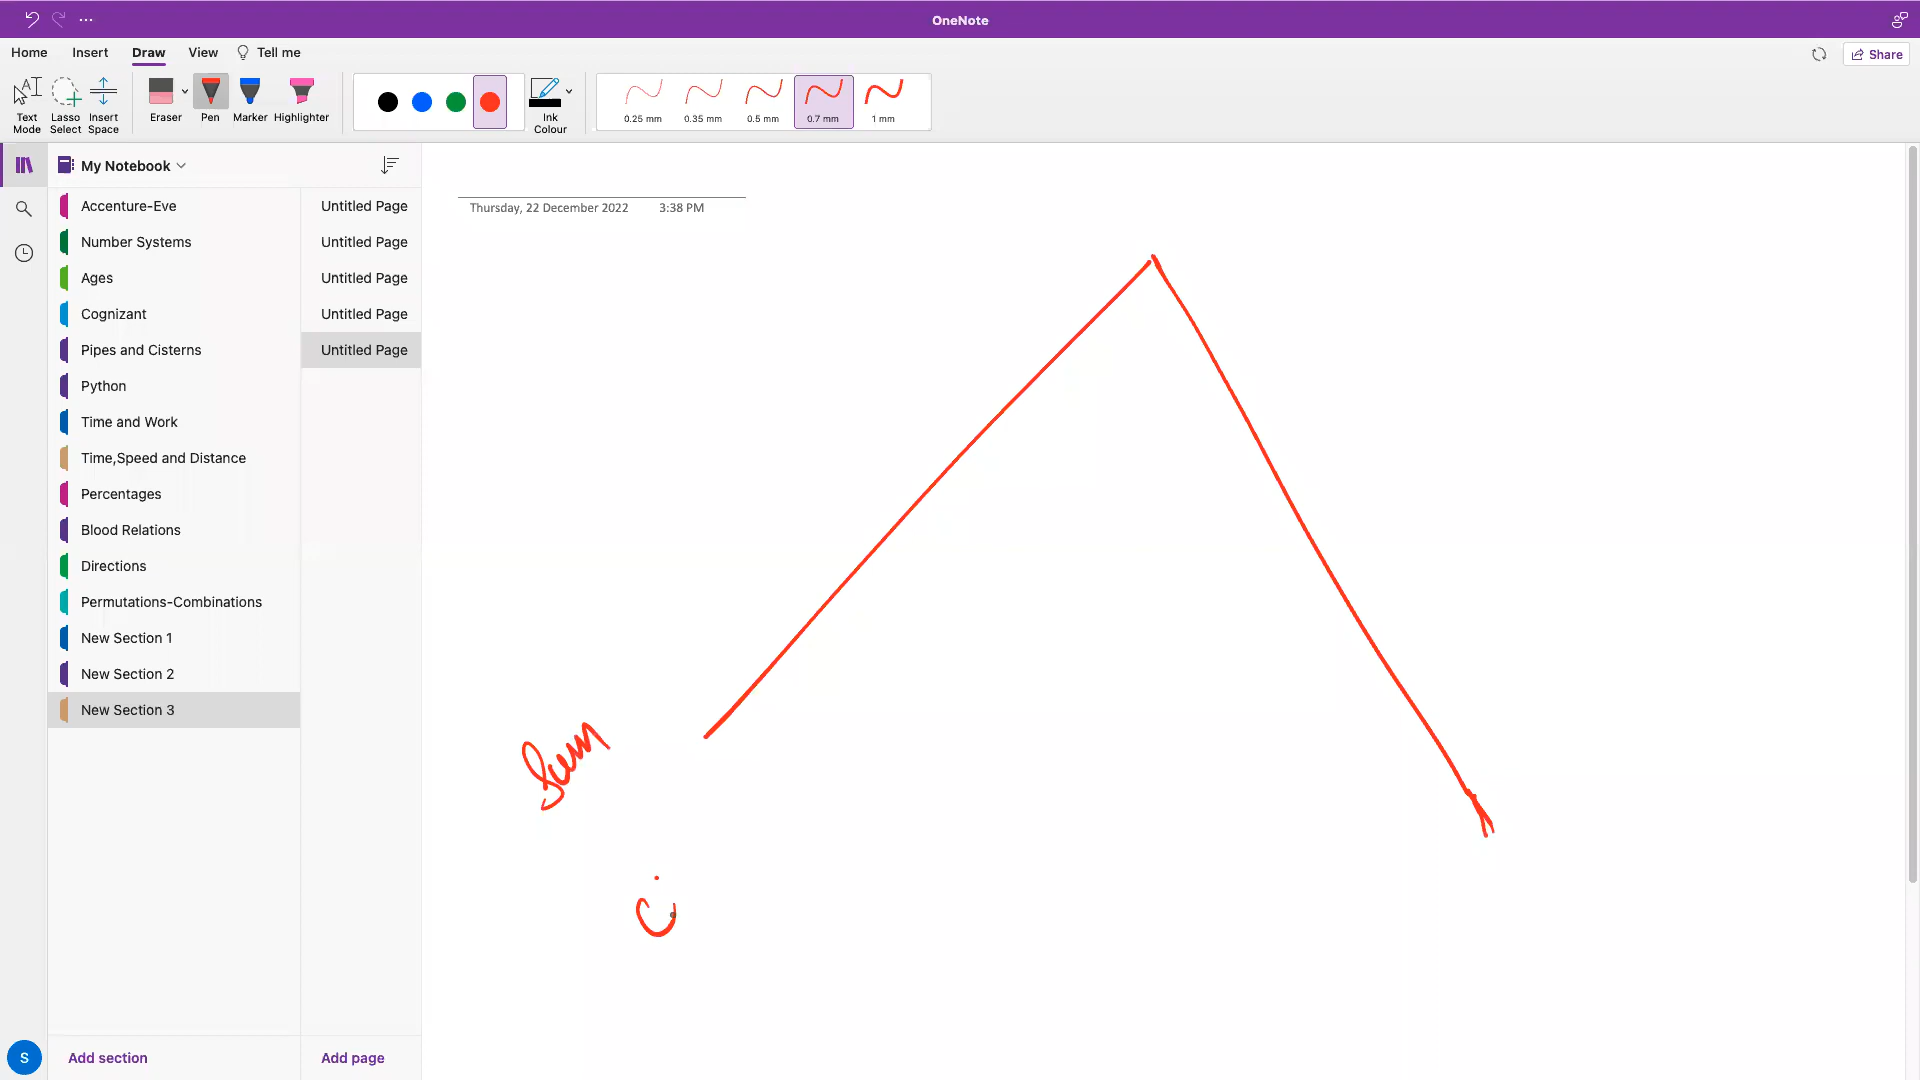 OneNote
Home Insert Draw View Tell me
Share
Text Mode
Lasso Select
Insert Space
Eraser
Pen
Marker
Highlighter
Ink Colour
0.25 mm
0.35 mm
0.5 mm
0.7 mm
1 mm
My Notebook
Accenture-Eve
Number Systems
Ages
Cognizant
Pipes and Cisterns
Python
Time and Work
Time,Speed and Distance
Percentages
Blood Relations
Directions
Permutations-Combinations
New Section 1
New Section 2
New Section 3
Untitled Page
Untitled Page
Untitled Page
Untitled Page
Untitled Page
Thursday, 22 December 2022 3:38 PM
Sum
S
Add section
Add page